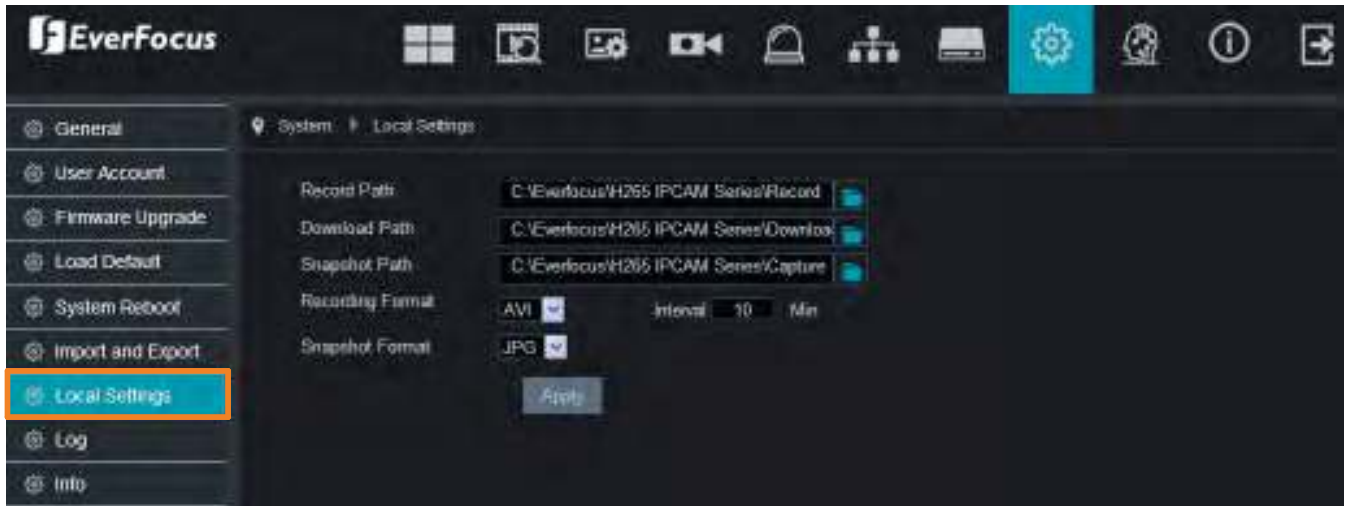 EverFocus
General
User Account
Firmware Upgrade
Load Default
System Reboot
Import and Export
Local Settings
Log
Info
System Local Settings
Record Path C:\Everfocus\H265 IPCAM Series\Record
Download Path C:\Everfocus\H265 IPCAM Series\Downloa
Snapshot Path C:\Everfocus\H265 IPCAM Series\Capture
Recording Format AVI Interval 10 Min
Snapshot Format JPG
Apply